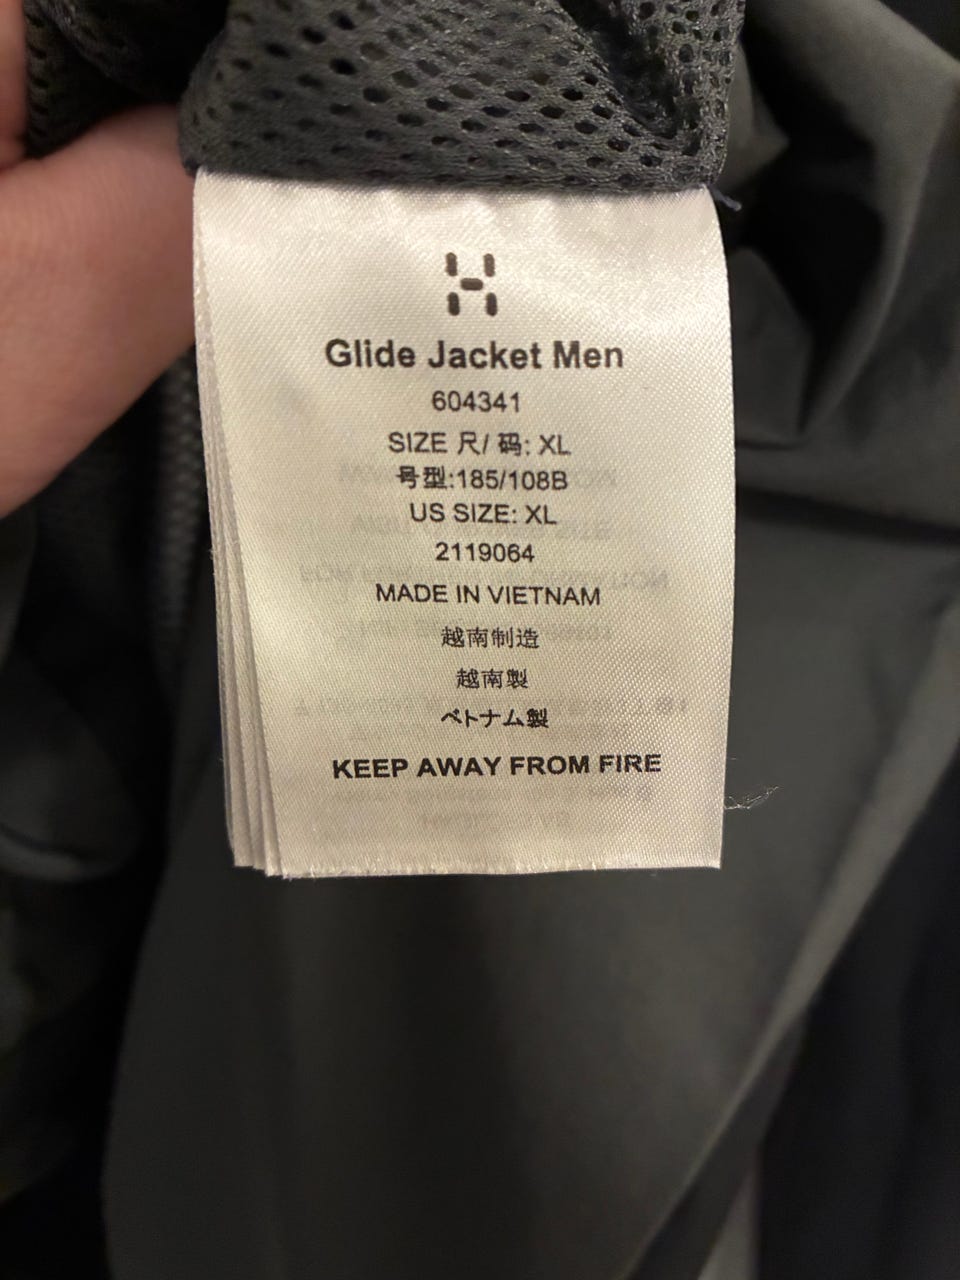 Glide Jacket Men
604341
SIZE 尺/ 码: XL
号型:185/108B
US SIZE: XL
2119064
MADE IN VIETNAM
越南制造
越南製
ベトナム製
KEEP AWAY FROM FIRE